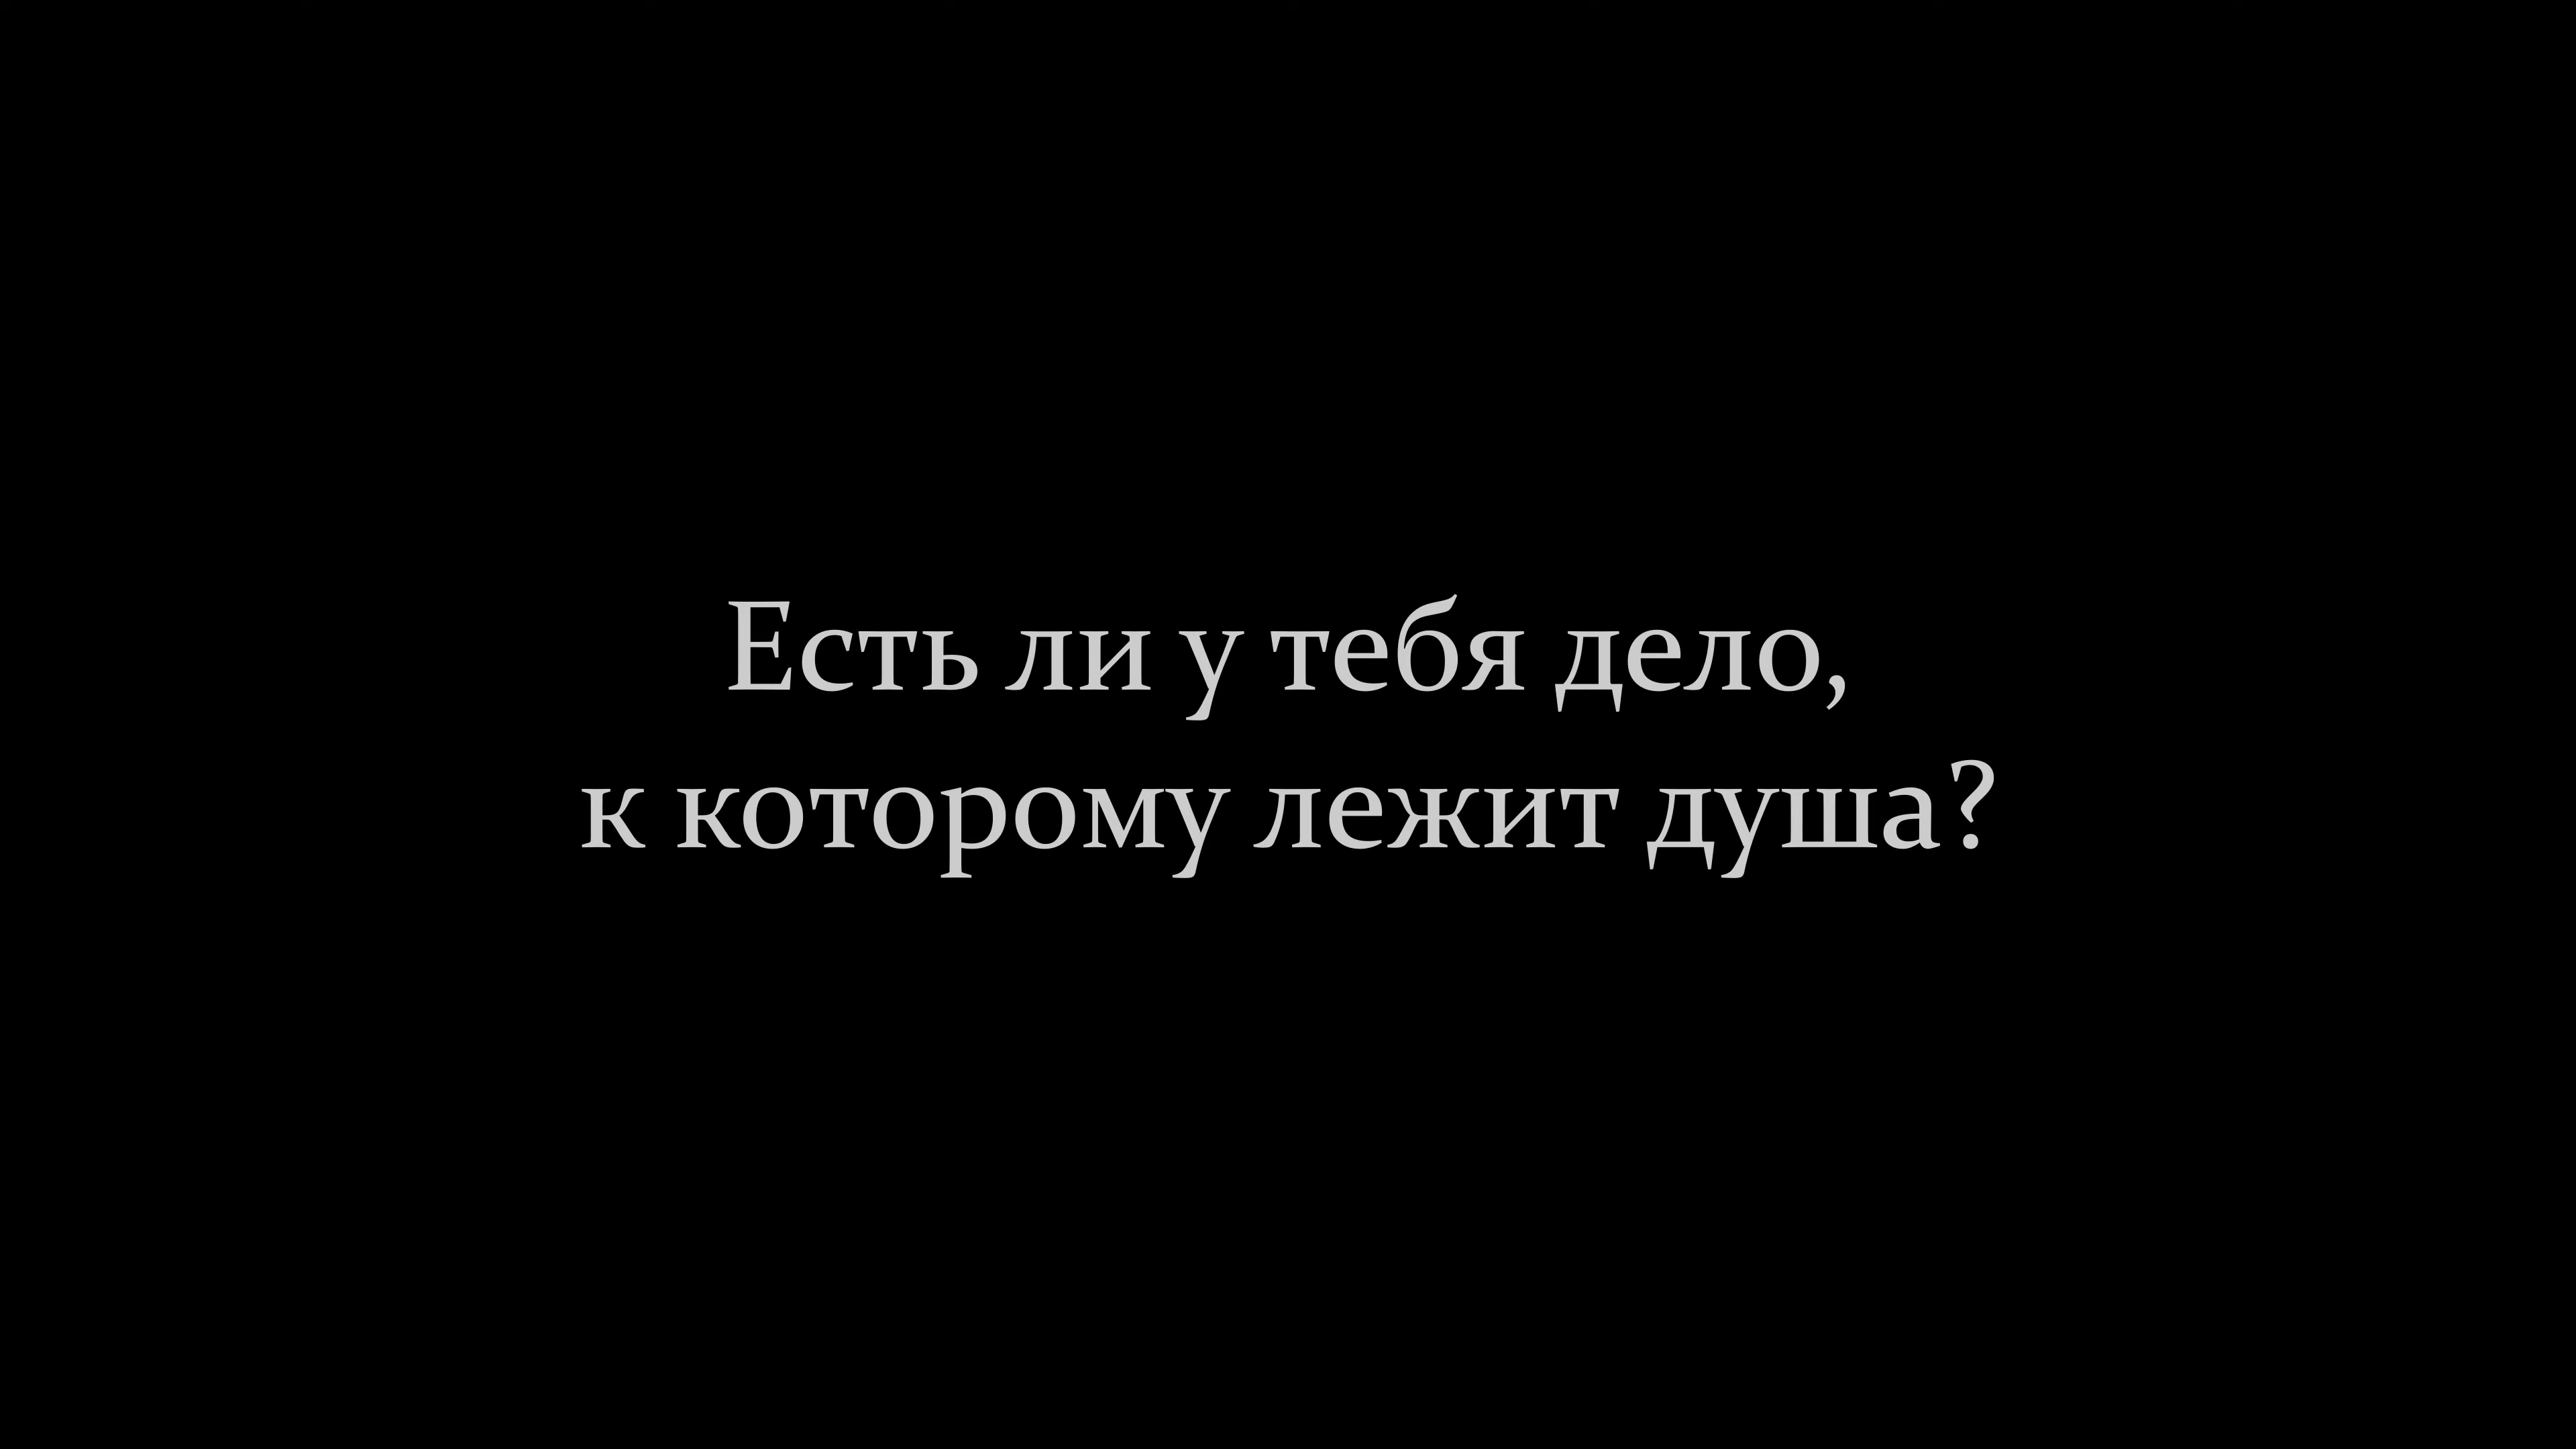 Есть ли у тебя дело,
к которому лежит душа?